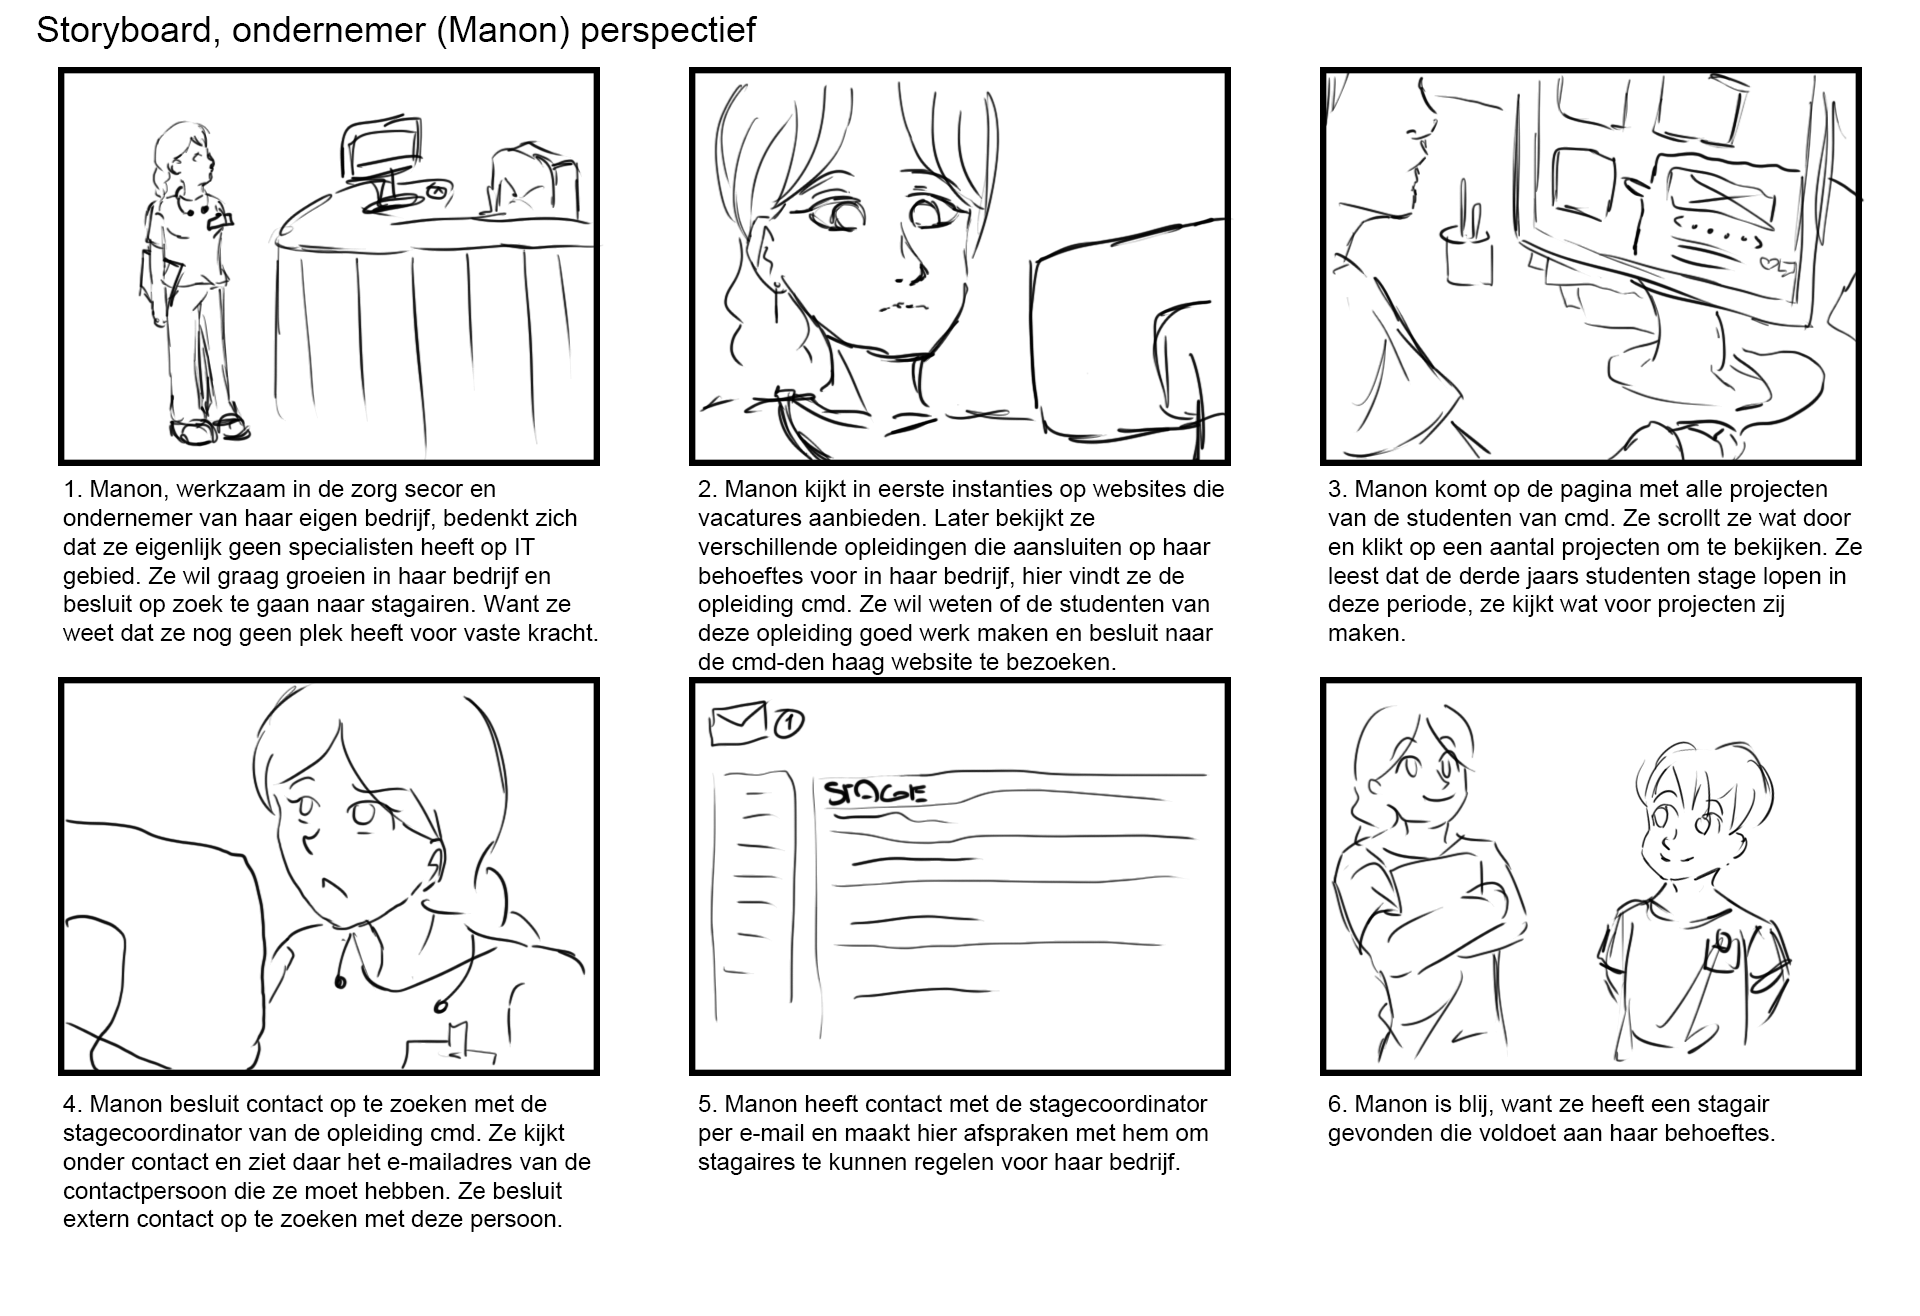 Storyboard, ondernemer (Manon) perspectief
1. Manon, werkzaam in de zorg secor en
ondernemer van haar eigen bedrijf, bedenkt zich
dat ze eigenlijk geen specialisten heeft op IT
gebied. Ze wil graag groeien in haar bedrijf en
besluit op zoek te gaan naar stagairen. Want ze
weet dat ze nog geen plek heeft voor vaste kracht.
2. Manon kijkt in eerste instanties op websites die
vacatures aanbieden. Later bekijkt ze
verschillende opleidingen die aansluiten op haar
behoeftes voor in haar bedrijf, hier vindt ze de
opleiding cmd. Ze wil weten of de studenten van
deze opleiding goed werk maken en besluit naar
de cmd-den haag website te bezoeken.
3. Manon komt op de pagina met alle projecten
van de studenten van cmd. Ze scrollt ze wat door
en klikt op een aantal projecten om te bekijken. Ze
leest dat de derde jaars studenten stage lopen in
deze periode, ze kijkt wat voor projecten zij
maken.
4. Manon besluit contact op te zoeken met de
stagecoordinator van de opleiding cmd. Ze kijkt
onder contact en ziet daar het e-mailadres van de
contactpersoon die ze moet hebben. Ze besluit
extern contact op te zoeken met deze persoon.
1
STAGE
5. Manon heeft contact met de stagecoordinator
per e-mail en maakt hier afspraken met hem om
stagaires te kunnen regelen voor haar bedrijf.
6. Manon is blij, want ze heeft een stagair
gevonden die voldoet aan haar behoeftes.